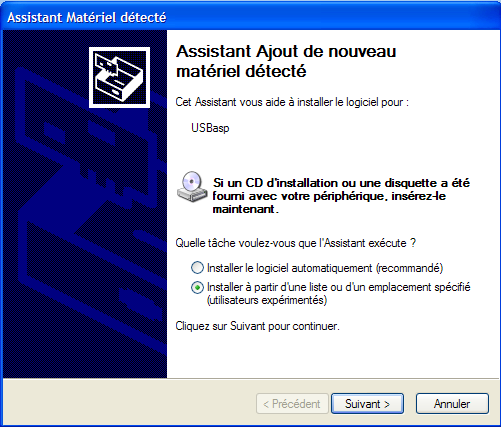 Assistant Matériel détecté
Assistant Ajout de nouveau
matériel détecté
Cet Assistant vous aide à installer le logiciel pour :
USBasp
Si un CD d'installation ou une disquette a été
fourni avec votre périphérique, insérez-le
maintenant.
Quelle tâche voulez-vous que l'Assistant exécute ?
Installer le logiciel automatiquement (recommandé)
Installer à partir d'une liste ou d'un emplacement spécifié
(utilisateurs expérimentés)
Cliquez sur Suivant pour continuer.
< Précédent
Suivant >
Annuler